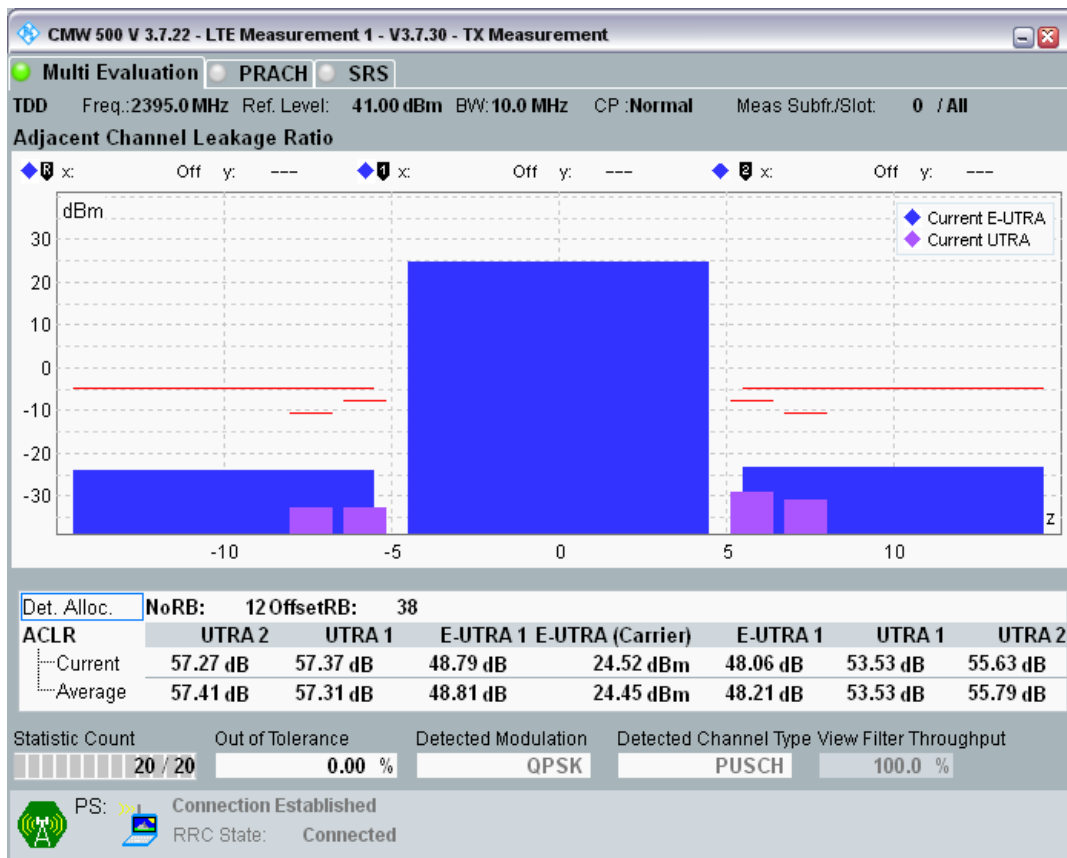 CMW 500 V 3.7.22 - LTE Measurement 1 - V3.7.30 - TX Measurement
Multi Evaluation PRACH SRS
TDD Freq.:2395.0 MHz Ref. Level: 41.00 dBm BW:10.0 MHz CP :Normal Meas Subfr./Slot: 0 / All
Adjacent Channel Leakage Ratio
R x: Off y: --- 1 x: Off y: --- 2 x: Off y: ---
dBm
Current E-UTRA
Current UTRA
30
20
10
0
-10
-20
-30
z
-10 -5 0 5 10
Det. Alloc. NoRB: 12 OffsetRB: 38
ACLR UTRA 2 UTRA 1 E-UTRA 1 E-UTRA (Carrier) E-UTRA 1 UTRA 1 UTRA 2
Current 57.27 dB 57.37 dB 48.79 dB 24.52 dBm 48.06 dB 53.53 dB 55.63 dB
Average 57.41 dB 57.31 dB 48.81 dB 24.45 dBm 48.21 dB 53.53 dB 55.79 dB
Statistic Count Out of Tolerance Detected Modulation Detected Channel Type View Filter Throughput
20 / 20 0.00 % QPSK PUSCH 100.0 %
PS: Connection Established
RRC State: Connected